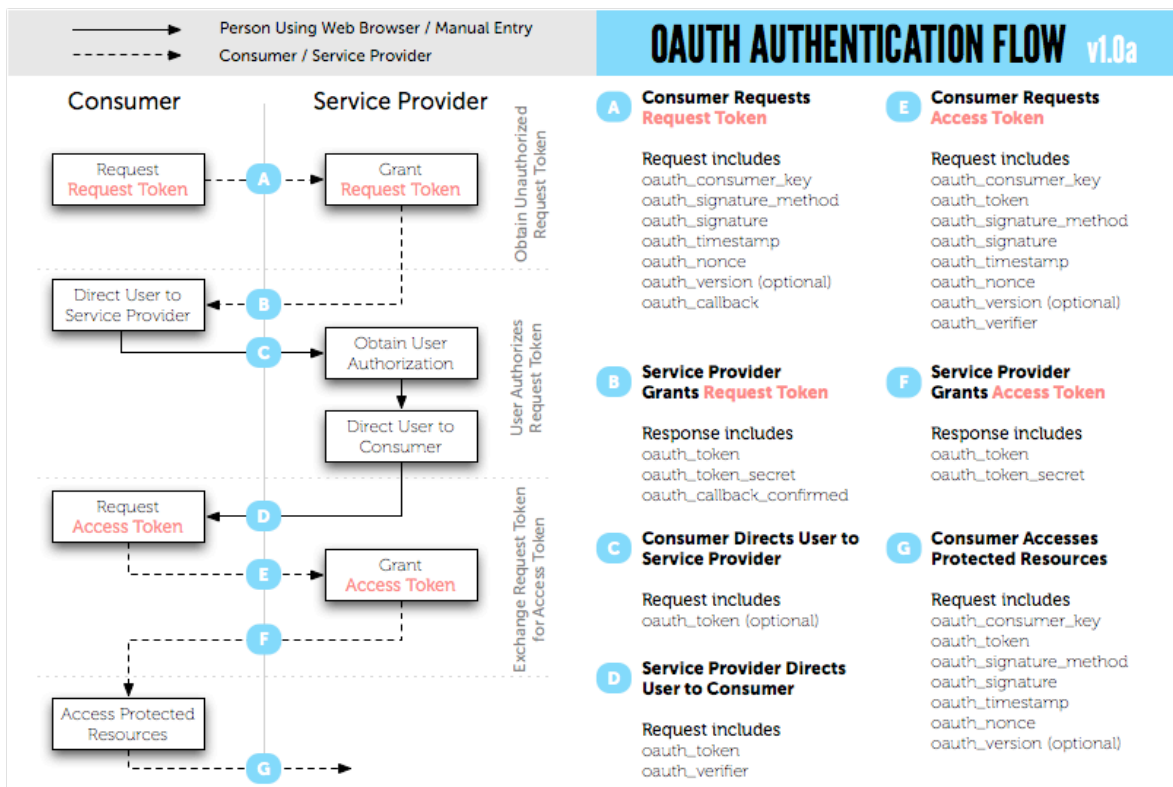 Person Using Web Browser / Manual Entry
Consumer / Service Provider
OAUTH AUTHENTICATION FLOW v1.0a
Consumer
Service Provider
Request
Request Token
A
Grant
Request Token
Obtain Unauthorized
Request Token
Direct User to
Service Provider
B
C
Obtain User
Authorization
Direct User to
Consumer
User Authorizes
Request Token
Request
Access Token
D
E
Grant
Access Token
F
Exchange Request Token
for Access Token
Access Protected
Resources
G
A
Consumer Requests
Request Token
Request includes
oauth_consumer_key
oauth_signature_method
oauth_signature
oauth_timestamp
oauth_nonce
oauth_version (optional)
oauth_callback
B
Service Provider
Grants Request Token
Response includes
oauth_token
oauth_token_secret
oauth_callback_confirmed
C
Consumer Directs User to
Service Provider
Request includes
oauth_token (optional)
D
Service Provider Directs
User to Consumer
Request includes
oauth_token
oauth_verifier
E
Consumer Requests
Access Token
Request includes
oauth_consumer_key
oauth_token
oauth_signature_method
oauth_signature
oauth_timestamp
oauth_nonce
oauth_version (optional)
oauth_verifier
F
Service Provider
Grants Access Token
Response includes
oauth_token
oauth_token_secret
G
Consumer Accesses
Protected Resources
Request includes
oauth_consumer_key
oauth_token
oauth_signature_method
oauth_signature
oauth_timestamp
oauth_nonce
oauth_version (optional)